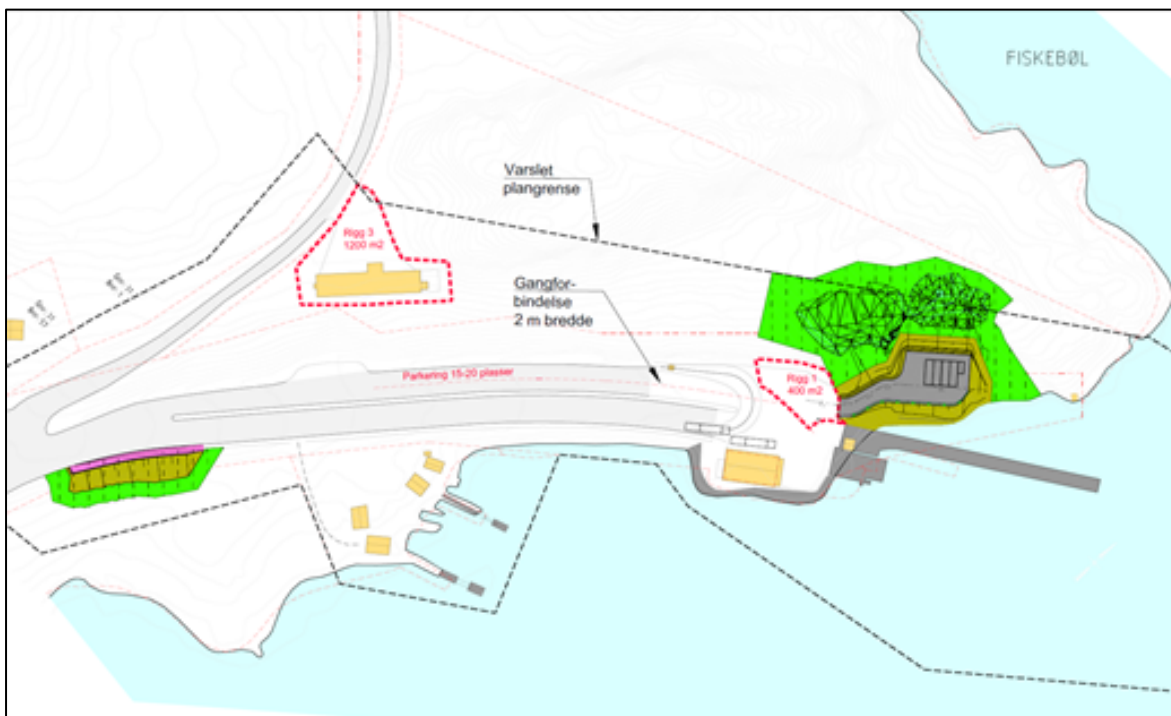 FISKEBØL
Varslet
plangrense
Rigg 3
1200 m2
Gangfor-
bindelse
2 m bredde
Parkering 15-20 plasser
Rigg 1
400 m2